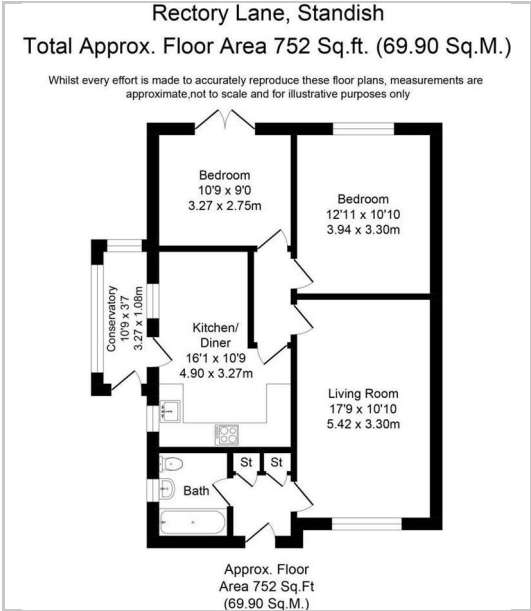 Rectory Lane, Standish
Total Approx. Floor Area 752 Sq.ft. (69.90 Sq.M.)
Whilst every effort is made to accurately reproduce these floor plans, measurements are
approximate,not to scale and for illustrative purposes only
Bedroom
10'9 x 9'0
3.27 x 2.75m
Bedroom
12'11 x 10'10
3.94 x 3.30m
Conservatory
10'9 x 3'7
3.27 x 1.08m
Kitchen/
Diner
16'1 x 10'9
4.90 x 3.27m
Living Room
17'9 x 10'10
5.42 x 3.30m
St
St
Bath
Approx. Floor
Area 752 Sq.Ft
(69.90 Sq.M.)